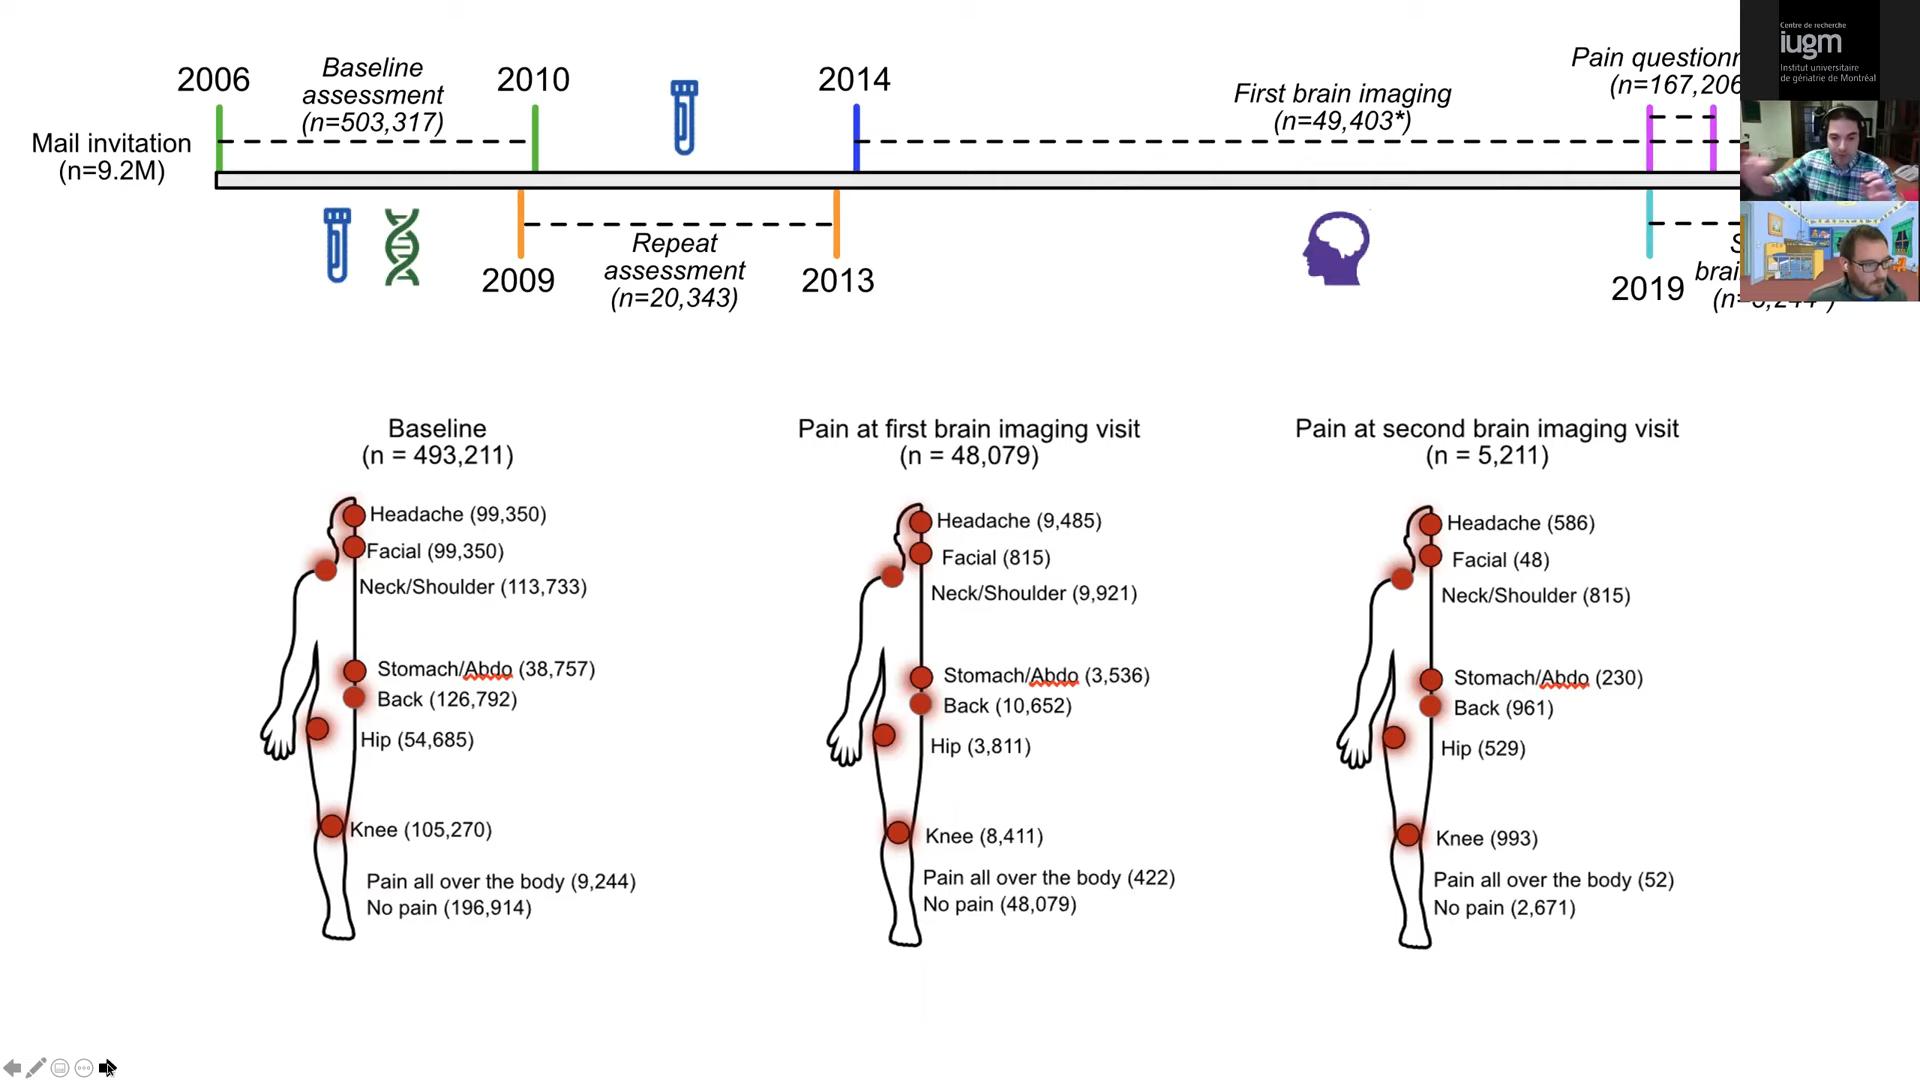 Centre de recherche
iugm
Institut universitaire
de gériatrie de Montréal
2006
Baseline
assessment
(n=503,317)
2010
2014
First brain imaging
(n=49,403*)
Pain
(n=167,206
Mail invitation
(n=9.2M)
2009
Repeat
assessment
(n=20,343)
2013
2019
Baseline
(n = 493,211)
Headache (99,350)
Facial (99,350)
Neck/Shoulder (113,733)
Stomach/Abdo (38,757)
Back (126,792)
Hip (54,685)
Knee (105,270)
Pain all over the body (9,244)
No pain (196,914)
Pain at first brain imaging visit
(n = 48,079)
Headache (9,485)
Facial (815)
Neck/Shoulder (9,921)
Stomach/Abdo (3,536)
Back (10,652)
Hip (3,811)
Knee (8,411)
Pain all over the body (422)
No pain (48,079)
Pain at second brain imaging visit
(n = 5,211)
Headache (586)
Facial (48)
Neck/Shoulder (815)
Stomach/Abdo (230)
Back (961)
Hip (529)
Knee (993)
Pain all over the body (52)
No pain (2,671)